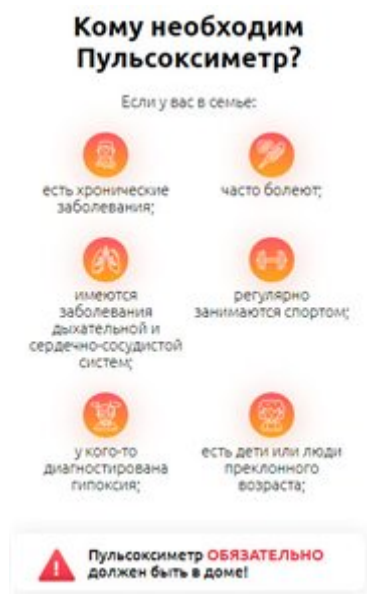 Кому необходим
Пульсоксиметр?
Если у вас в семье:
есть хронические
заболевания;
часто болеют;
имеются
заболевания
дыхательной и
сердечно-сосудистой
систем;
регулярно
занимаются спортом;
у кого-то
диагностирована
гипоксия;
есть дети или люди
преклонного
возраста;
Пульсоксиметр ОБЯЗАТЕЛЬНО
должен быть в доме!